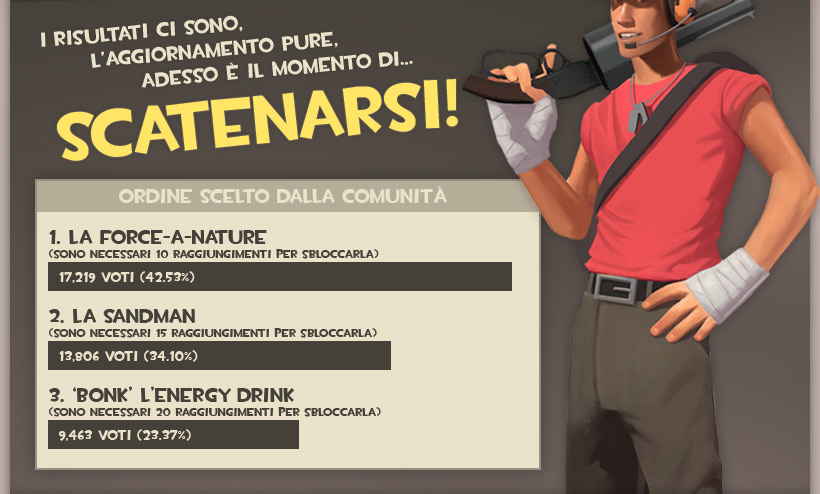 I RISULTATI CI SONO,
L'AGGIORNAMENTO PURE,
ADESSO È IL MOMENTO DI...
SCATENARSI!
ORDINE SCELTO DALLA COMUNITÀ
1. LA FORCE-A-NATURE
(SONO NECESSARI 10 RAGGIUNGIMENTI PER SBLOCCARLA)
17,219 VOTI (42.53%)
2. LA SANDMAN
(SONO NECESSARI 15 RAGGIUNGIMENTI PER SBLOCCARLA)
13,806 VOTI (34.10%)
3. 'BONK' L'ENERGY DRINK
(SONO NECESSARI 20 RAGGIUNGIMENTI PER SBLOCCARLA)
9,463 VOTI (23.37%)